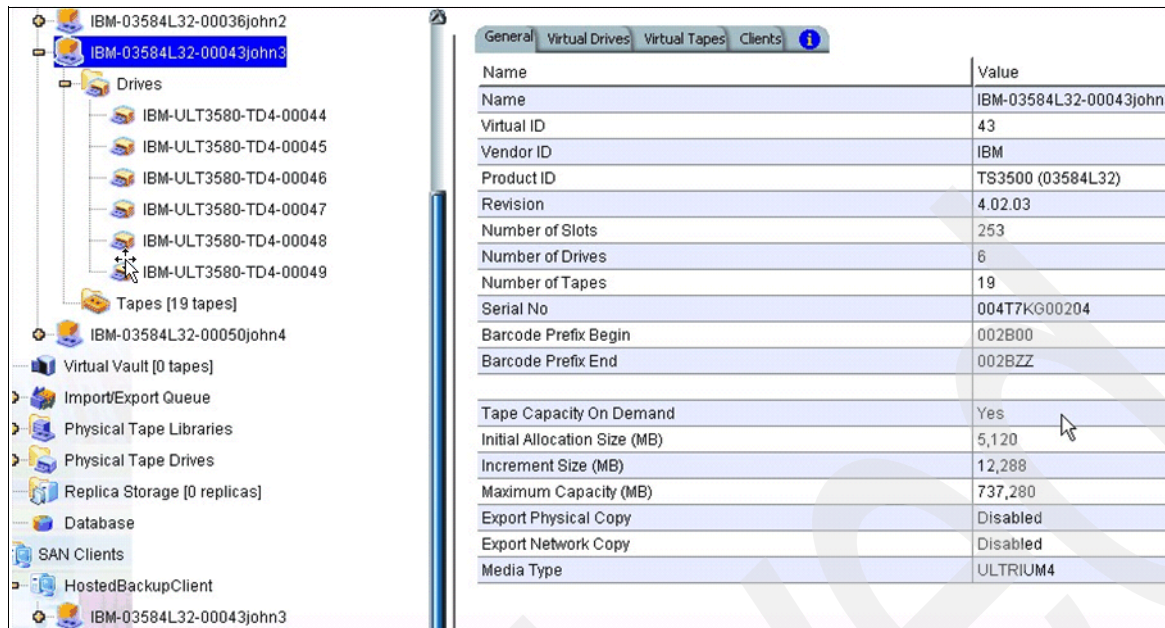 IBM-03584L32-00036john2
IBM-03584L32-00043john3
Drives
IBM-ULT3580-TD4-00044
IBM-ULT3580-TD4-00045
IBM-ULT3580-TD4-00046
IBM-ULT3580-TD4-00047
IBM-ULT3580-TD4-00048
IBM-ULT3580-TD4-00049
Tapes [19 tapes]
IBM-03584L32-00050john4
Virtual Vault [0 tapes]
Import/Export Queue
Physical Tape Libraries
Physical Tape Drives
Replica Storage [0 replicas]
Database
SAN Clients
HostedBackupClient
IBM-03584L32-00043john3
General Virtual Drives Virtual Tapes Clients
Name Value
Name IBM-03584L32-00043john
Virtual ID 43
Vendor ID IBM
Product ID TS3500 (03584L32)
Revision 4.02.03
Number of Slots 253
Number of Drives 6
Number of Tapes 19
Serial No 004T7KG00204
Barcode Prefix Begin 002B00
Barcode Prefix End 002BZZ
Tape Capacity On Demand Yes
Initial Allocation Size (MB) 5,120
Increment Size (MB) 12,288
Maximum Capacity (MB) 737,280
Export Physical Copy Disabled
Export Network Copy Disabled
Media Type ULTRIUM4